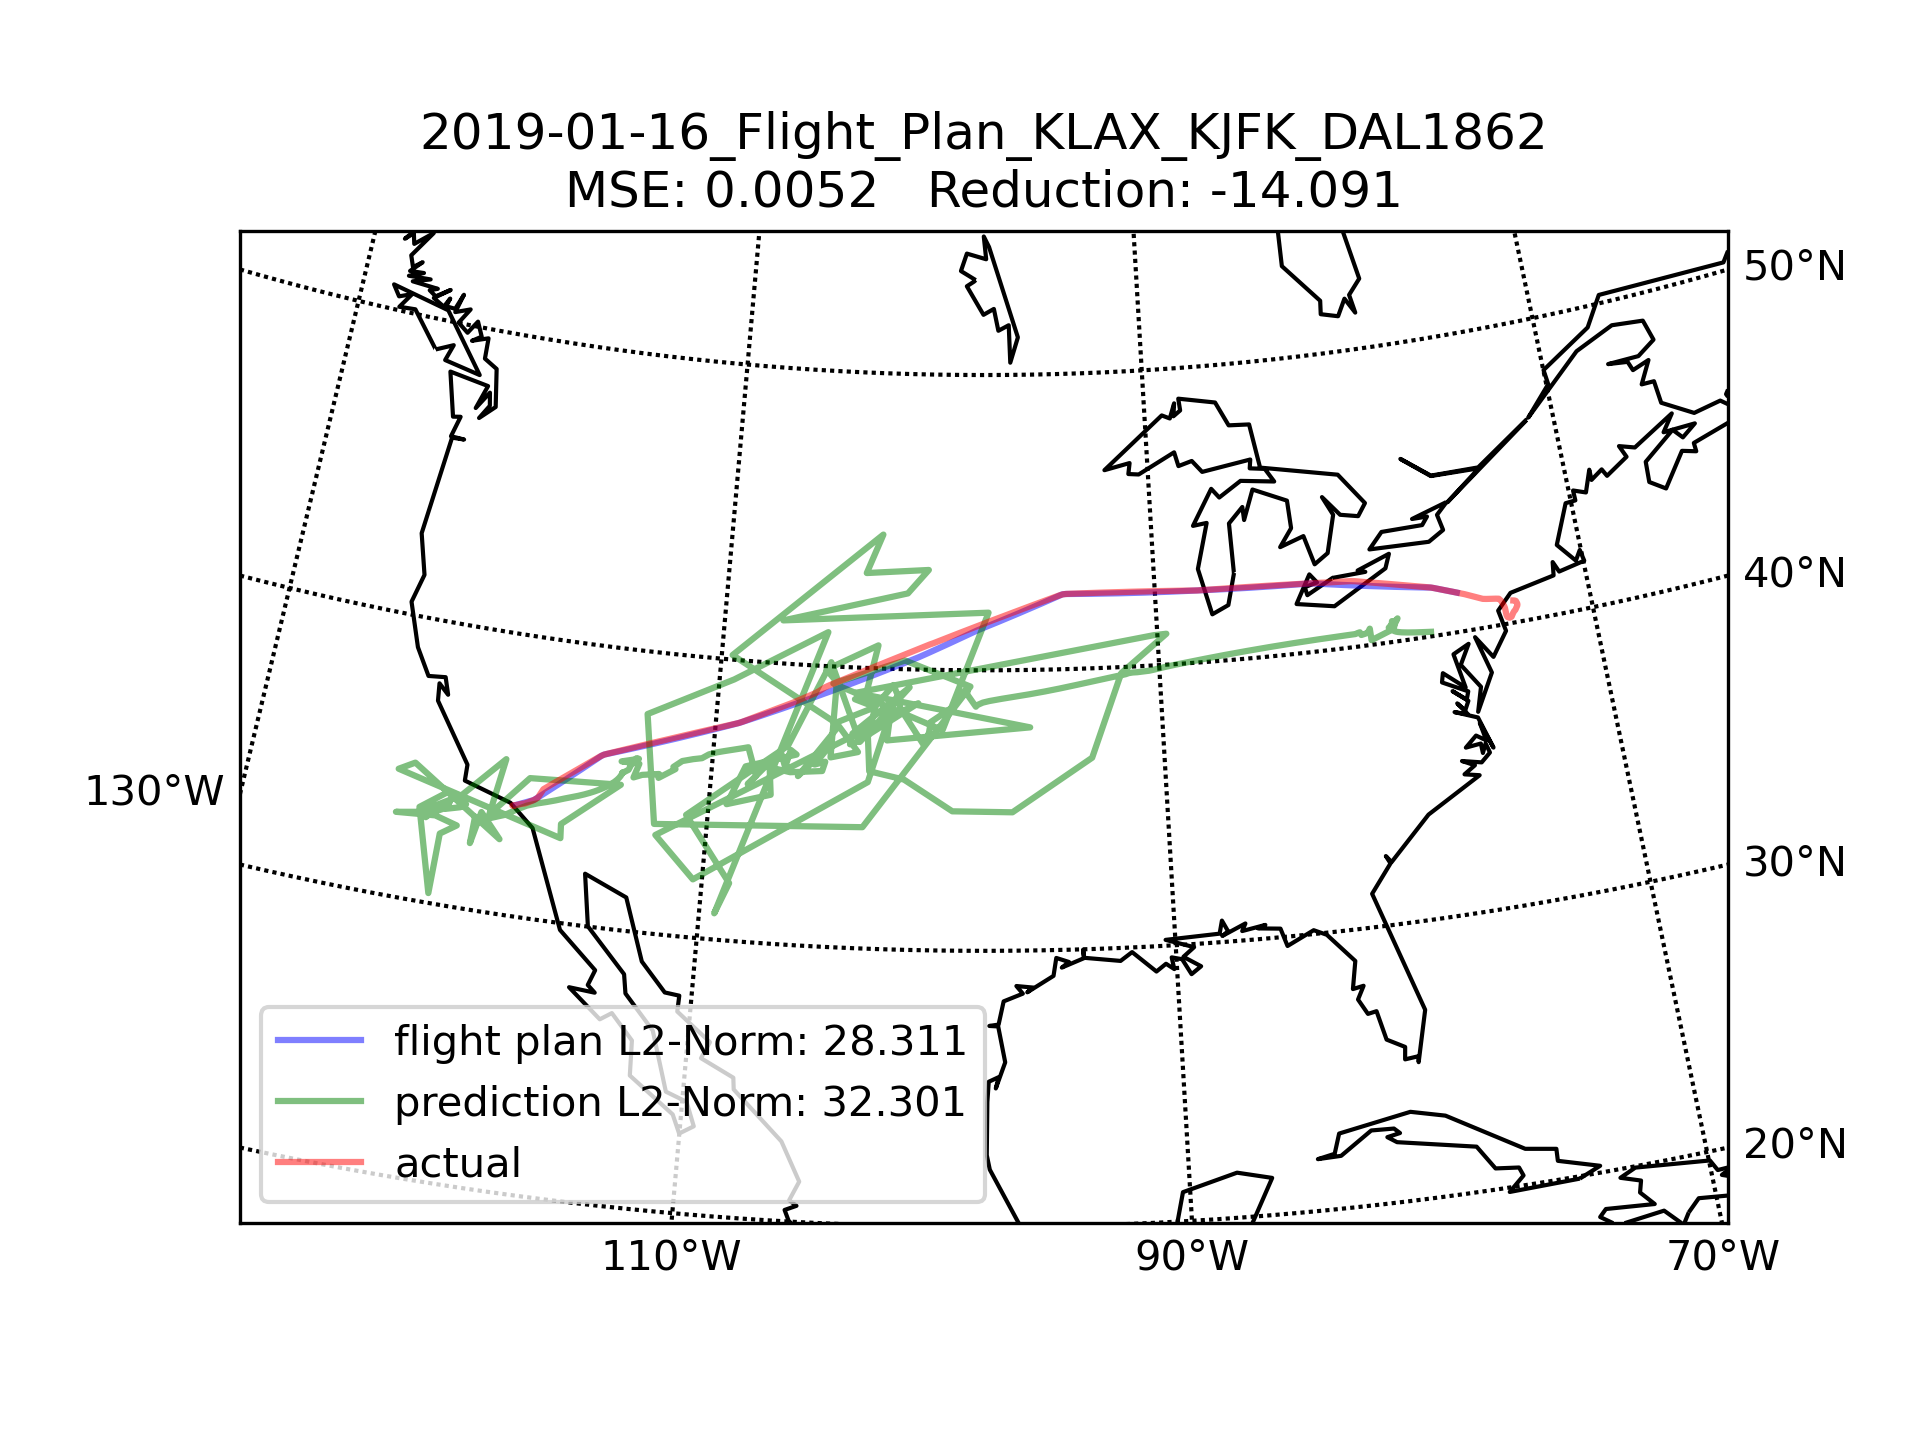 2019-01-16_Flight_Plan_KLAX_KJFK_DAL1862
MSE: 0.0052   Reduction: -14.091
50°N
40°N
130°W
30°N
20°N
flight plan L2-Norm: 28.311
prediction L2-Norm: 32.301
actual
110°W
90°W
70°W